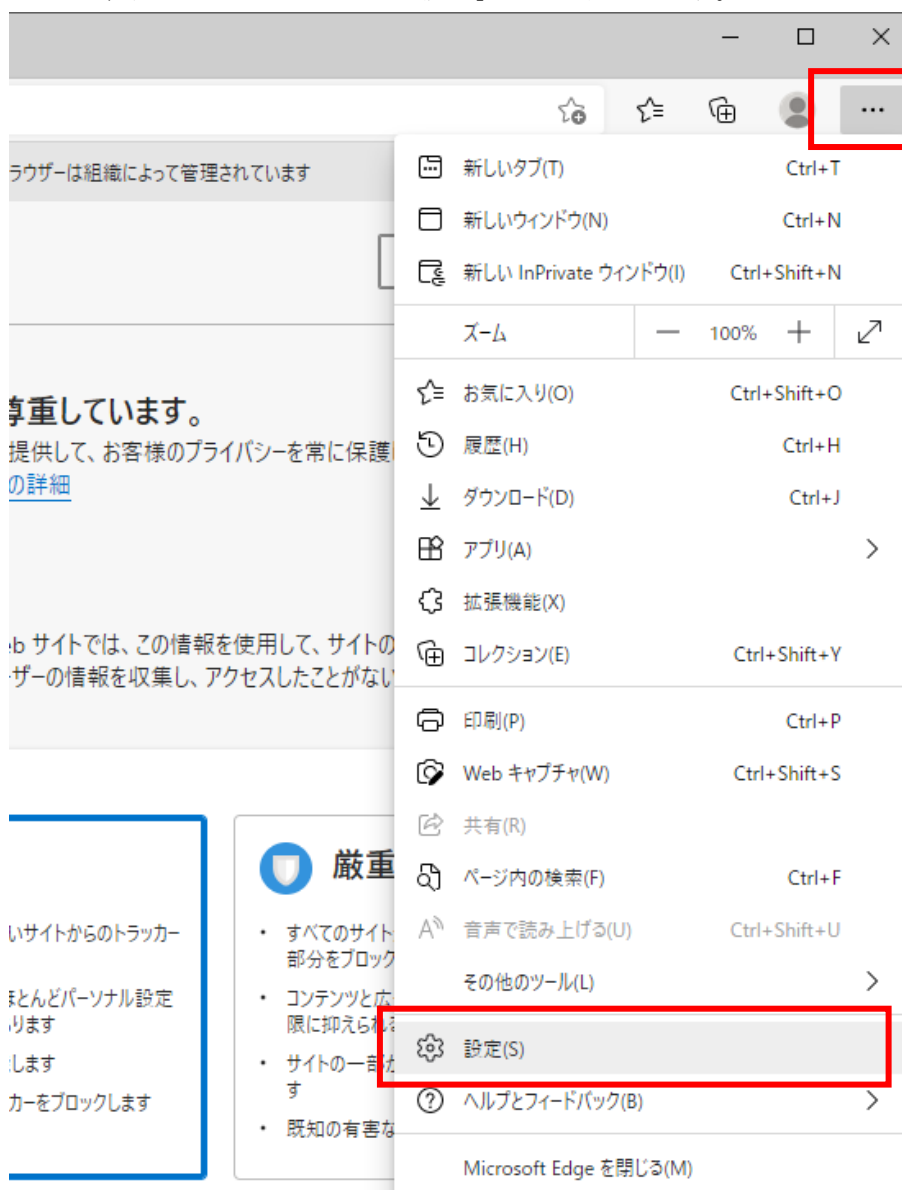 ラウザーは組織によって管理されています
新しいタブ(T) Ctrl+T
新しいウィンドウ(N) Ctrl+N
新しい InPrivate ウィンドウ(I) Ctrl+Shift+N
ズーム 100%
尊重しています。
お気に入り(O) Ctrl+Shift+O
提供して、お客様のプライバシーを常に保護
履歴(H) Ctrl+H
の詳細
ダウンロード(D) Ctrl+J
アプリ(A)
拡張機能(X)
eb サイトでは、この情報を使用して、サイトの
コレクション(E) Ctrl+Shift+Y
ーザーの情報を収集し、アクセスしたことがない
印刷(P) Ctrl+P
Web キャプチャ(W) Ctrl+Shift+S
共有(R)
厳重
ページ内の検索(F) Ctrl+F
いサイトからのトラッカー
・ すべてのサイト
部分をブロック
音声で読み上げる(U) Ctrl+Shift+U
その他のツール(L)
ほとんどパーソナル設定
ります
・ コンテンツと広
限に抑えられる
設定(S)
します
・ サイトの一部が
す
カーをブロックします
・ 既知の有害な
ヘルプとフィードバック(B)
Microsoft Edge を閉じる(M)